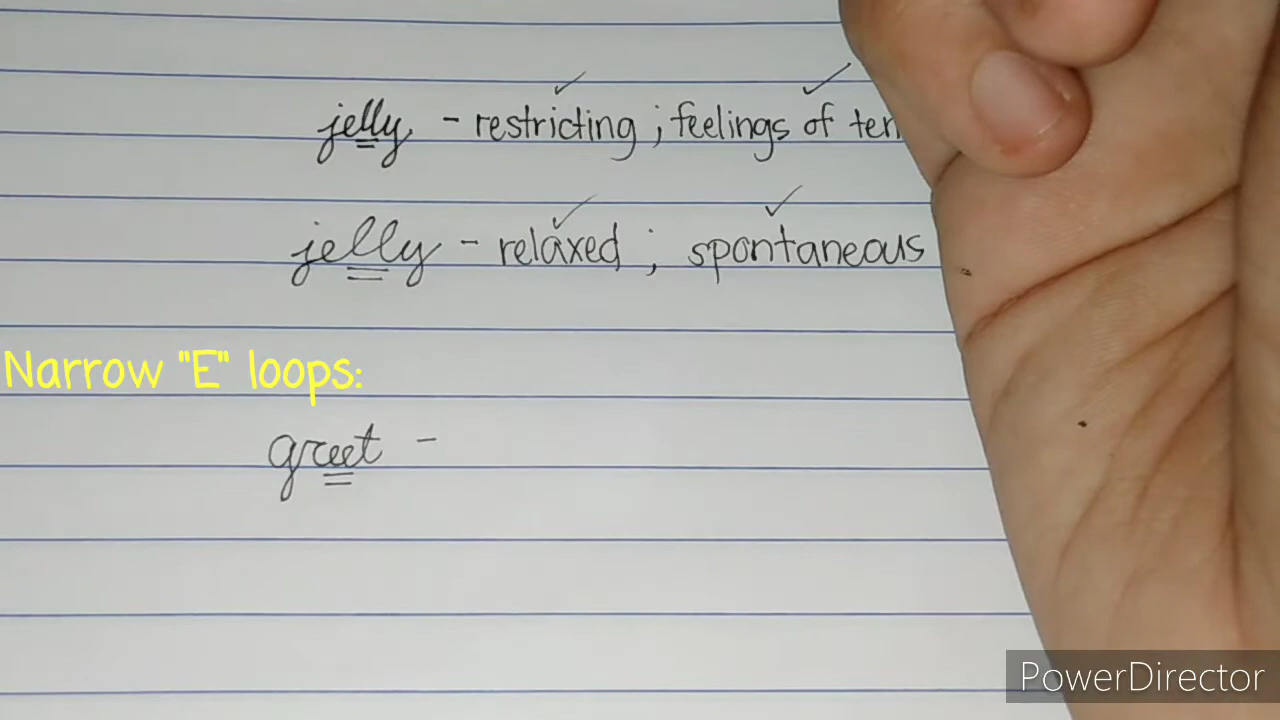 jelly - restricting ; feelings of ten
jelly - relaxed ; spontaneous
Narrow "E" loops:
greet -
PowerDirector